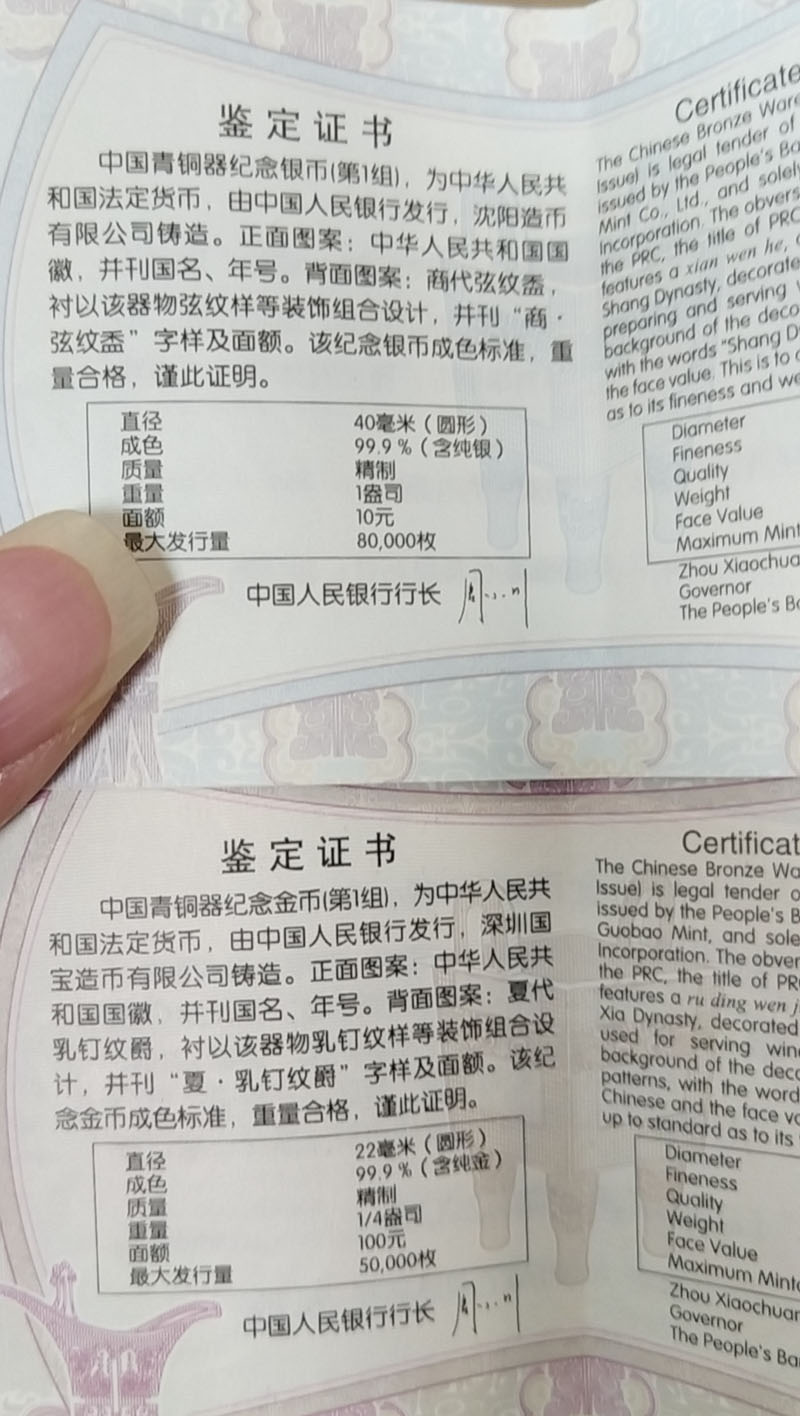 鉴定证书
中国青铜器纪念银币(第1组)，为中华人民共
和国法定货币，由中国人民银行发行，沈阳造币
有限公司铸造。正面图案：中华人民共和国国
徽，并刊国名、年号。背面图案：商代弦纹盉，
衬以该器物弦纹样等装饰组合设计，并刊“商·
弦纹盉”字样及面额。该纪念银币成色标准，重
量合格，谨此证明。
直径 40毫米（圆形）
成色 99.9%（含纯银）
质量 精制
重量 1盎司
面额 10元
最大发行量 80,000枚
中国人民银行行长
Certificate
The Chinese Bronze Ware
Issue) is legal tender of
issued by the People's Ba
Mint Co., Ltd., and solely
Incorporation. The obvers
the PRC, the title of PRC
features a xian wen he,
Shang Dynasty, decorate
preparing and serving
background of the deco
with the words "Shang D
the face value. This is to
as to its fineness and we
Diameter
Fineness
Quality
Weight
Face Value
Maximum Mint
Zhou Xiaochua
Governor
The People's Ba
鉴定证书
中国青铜器纪念金币(第1组)，为中华人民共
和国法定货币，由中国人民银行发行，深圳国
宝造币有限公司铸造。正面图案：中华人民共
和国国徽，并刊国名、年号。背面图案：夏代
乳钉纹爵，衬以该器物乳钉纹样等装饰组合设
计，并刊“夏·乳钉纹爵”字样及面额。该纪
念金币成色标准，重量合格，谨此证明。
直径 22毫米（圆形）
成色 99.9%（含纯金）
质量 精制
重量 1/4盎司
面额 100元
最大发行量 50,000枚
中国人民银行行长
Certificat
The Chinese Bronze Wa
Issue) is legal tender o
issued by the People's B
Guobao Mint, and sole
Incorporation. The obver
the PRC, the title of PR
features a ru ding wen j
Xia Dynasty, decorated
used for serving win
background of the deco
patterns, with the word
Chinese and the face va
up to standard as to its
Diameter
Fineness
Quality
Weight
Face Value
Maximum Minto
Zhou Xiaochuan
Governor
The People's Ba